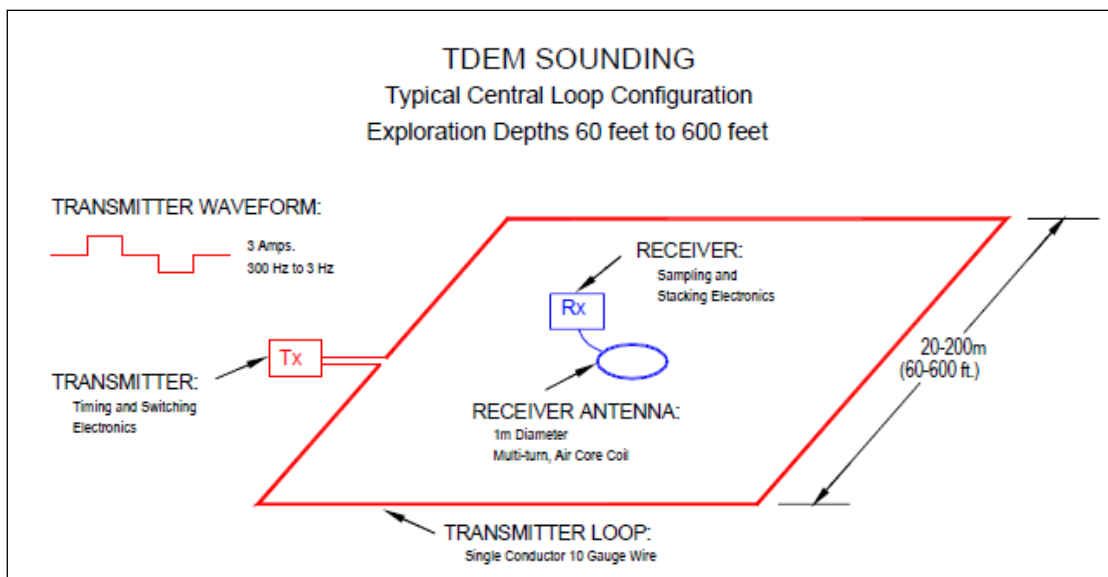 TDEM SOUNDING
Typical Central Loop Configuration
Exploration Depths 60 feet to 600 feet
TRANSMITTER WAVEFORM:
3 Amps.
300 Hz to 3 Hz
RECEIVER:
Sampling and
Stacking Electronics
Rx
Tx
TRANSMITTER:
Timing and Switching
Electronics
RECEIVER ANTENNA:
1m Diameter
Multi-turn, Air Core Coil
20-200m
(60-600 ft.)
TRANSMITTER LOOP:
Single Conductor 10 Gauge Wire